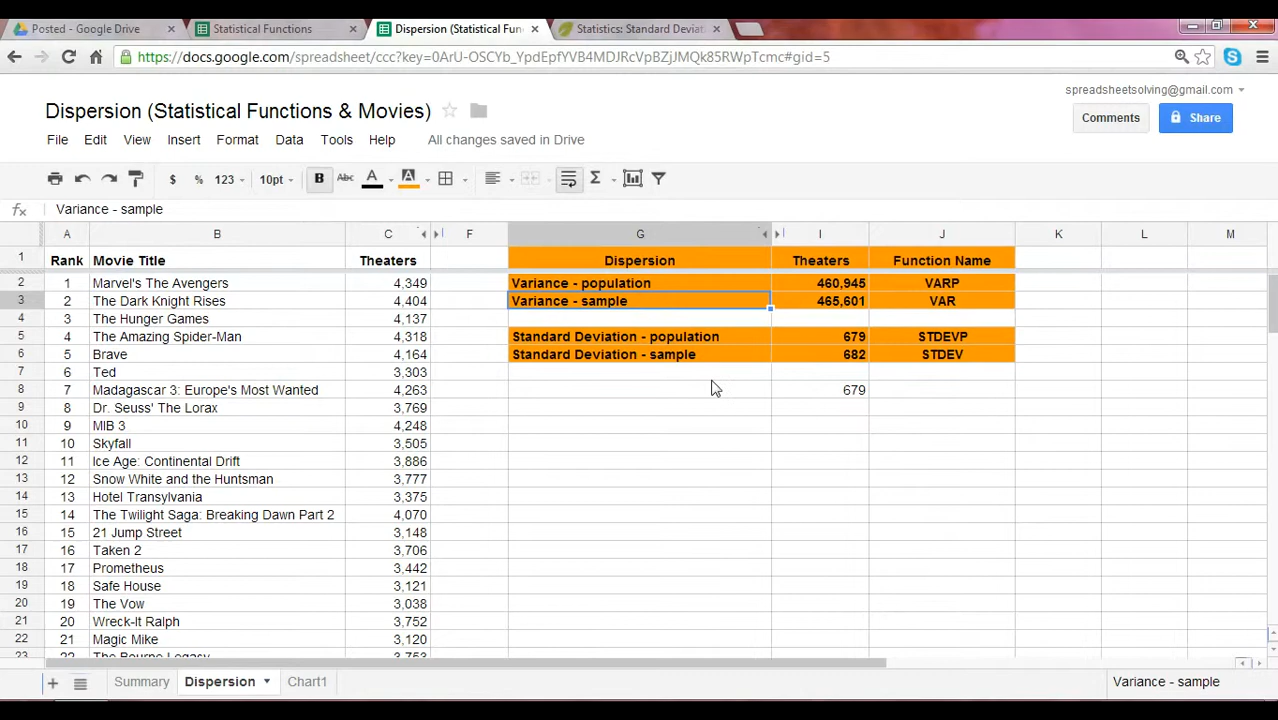 Posted - Google Drive
Statistical Functions
Dispersion (Statistical Fun
Statistics: Standard Deviat
https://docs.google.com/spreadsheet/ccc?key=0ArU-OSCYb_YpdEpfYVB4MDJRcVpBZjJMQk85RWpTcmc#gid=5
spreadsheetsolving@gmail.com
Dispersion (Statistical Functions & Movies)
Comments Share
File Edit View Insert Format Data Tools Help All changes saved in Drive
$ % 123 10pt B Abc A A Σ
fx Variance - sample
A B C F G I J K L M
1 Rank Movie Title Theaters Dispersion Theaters Function Name
2 1 Marvel's The Avengers 4,349 Variance - population 460,945 VARP
3 2 The Dark Knight Rises 4,404 Variance - sample 465,601 VAR
4 3 The Hunger Games 4,137
5 4 The Amazing Spider-Man 4,318 Standard Deviation - population 679 STDEVP
6 5 Brave 4,164 Standard Deviation - sample 682 STDEV
7 6 Ted 3,303
8 7 Madagascar 3: Europe's Most Wanted 4,263 679
9 8 Dr. Seuss' The Lorax 3,769
10 9 MIB 3 4,248
11 10 Skyfall 3,505
12 11 Ice Age: Continental Drift 3,886
13 12 Snow White and the Huntsman 3,777
14 13 Hotel Transylvania 3,375
15 14 The Twilight Saga: Breaking Dawn Part 2 4,070
16 15 21 Jump Street 3,148
17 16 Taken 2 3,706
18 17 Prometheus 3,442
19 18 Safe House 3,121
20 19 The Vow 3,038
21 20 Wreck-It Ralph 3,752
22 21 Magic Mike 3,120
23 22 The Bourne Legacy 3,753
Summary Dispersion Chart1 Variance - sample